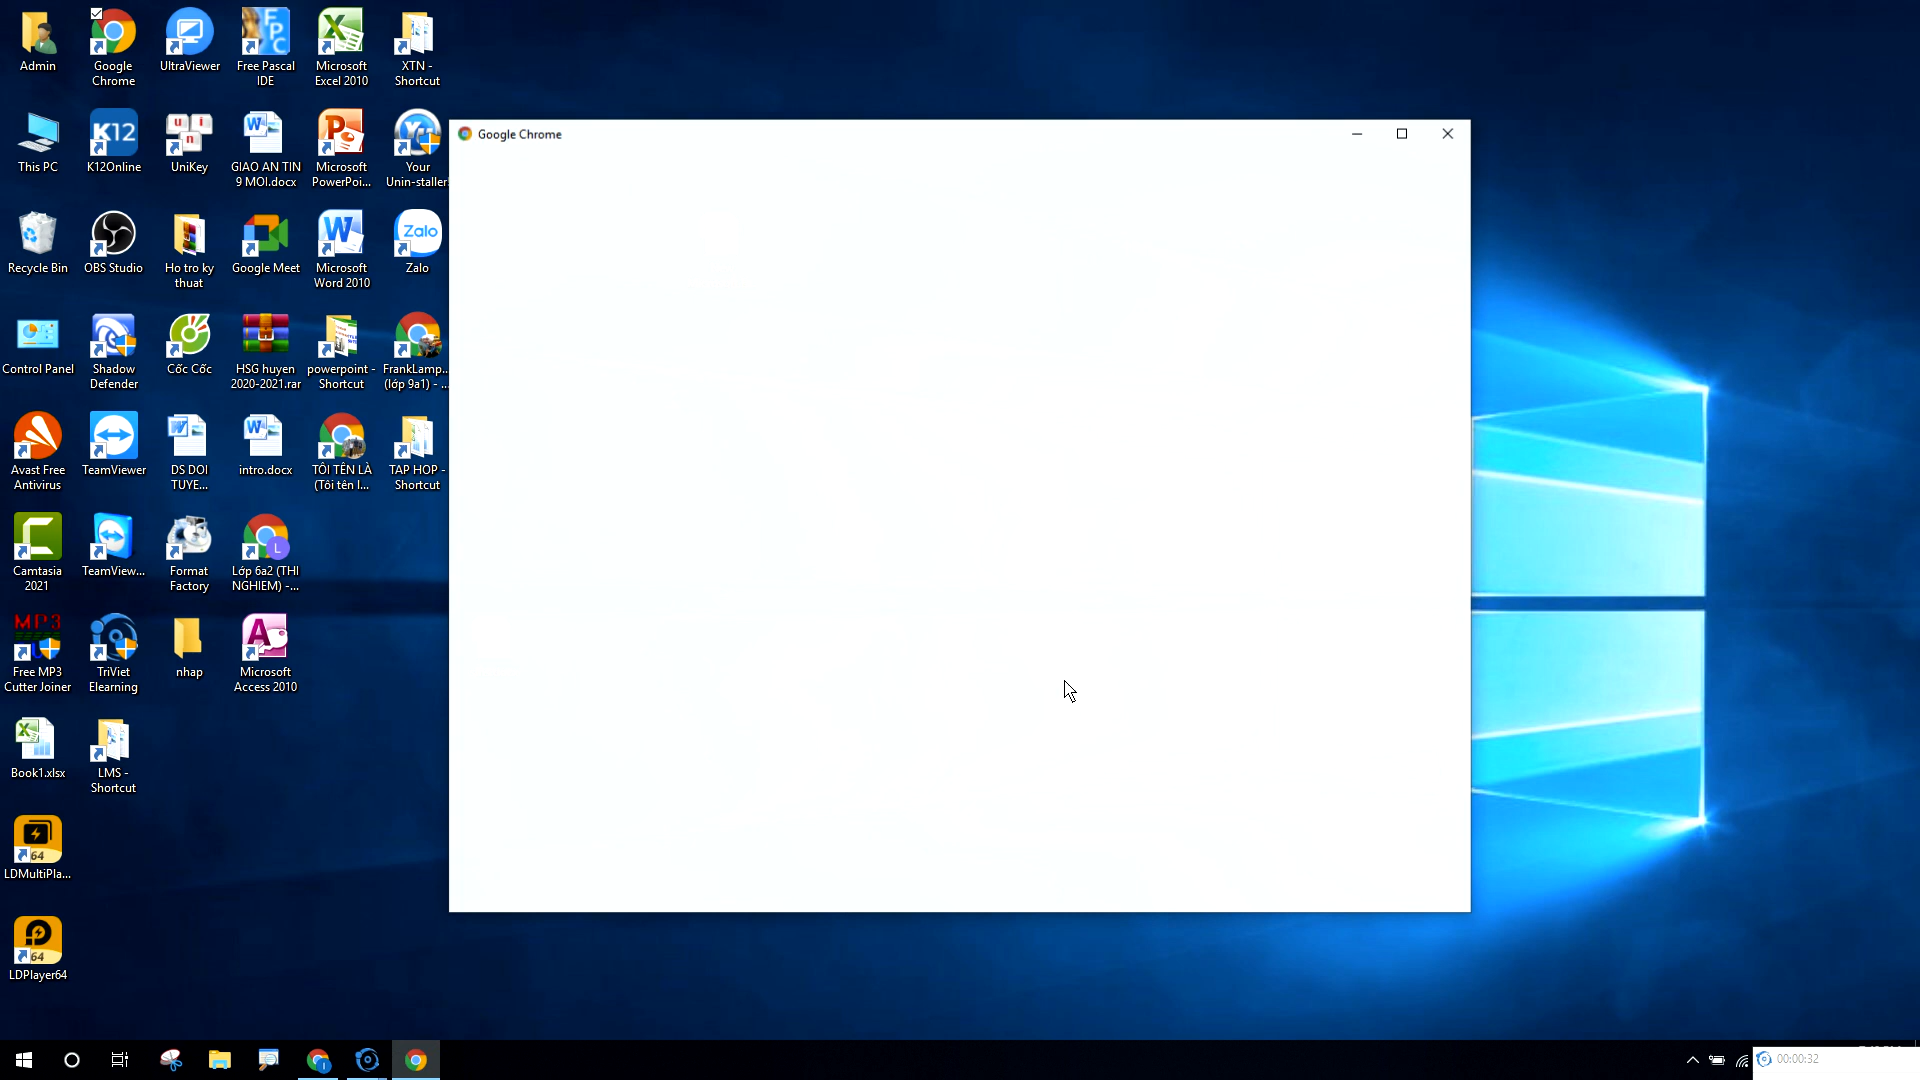 Admin
Google
Chrome
UltraViewer
Free Pascal
IDE
Microsoft
Excel 2010
XTN -
Shortcut
This PC
K12Online
UniKey
GIAO AN TIN
9 MOI.docx
Microsoft
PowerPoi...
Your
Unin-staller!
Recycle Bin
OBS Studio
Ho tro ky
thuat
Google Meet
Microsoft
Word 2010
Zalo
Control Panel
Shadow
Defender
Cốc Cốc
HSG huyen
2020-2021.rar
powerpoint -
Shortcut
FrankLamp...
(lớp 9a1) - ...
Avast Free
Antivirus
TeamViewer
DS DOI
TUYE...
intro.docx
TÔI TÊN LÀ
(Tôi tên l...
TAP HOP -
Shortcut
Camtasia
2021
TeamView...
Format
Factory
Lớp 6a2 (THI
NGHIEM) -...
Free MP3
Cutter Joiner
TriViet
Elearning
nhap
Microsoft
Access 2010
Book1.xlsx
LMS -
Shortcut
LDMultiPla...
LDPlayer64
Google Chrome
00:00:32